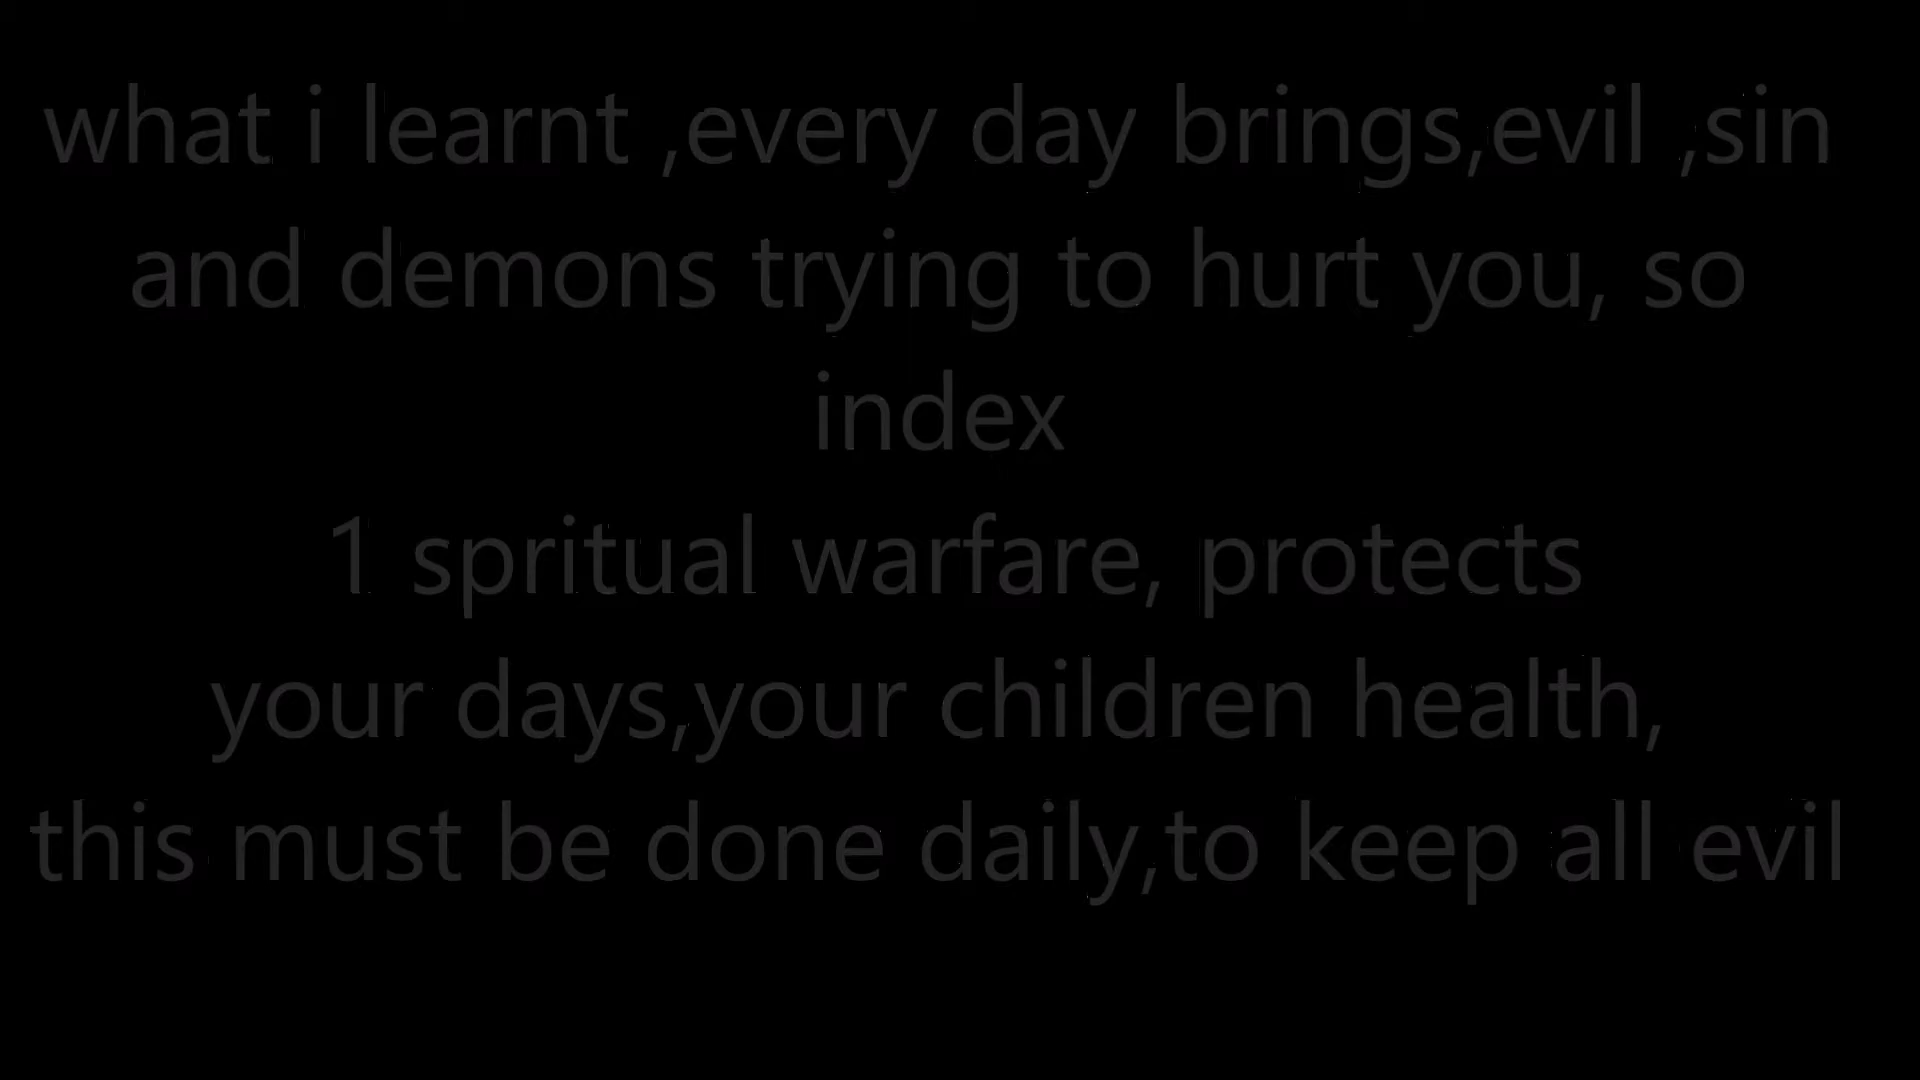 what i learnt ,every day brings,evil ,sin
and demons trying to hurt you, so
index
1 spritual warfare, protects
your days,your children health,
this must be done daily,to keep all evil